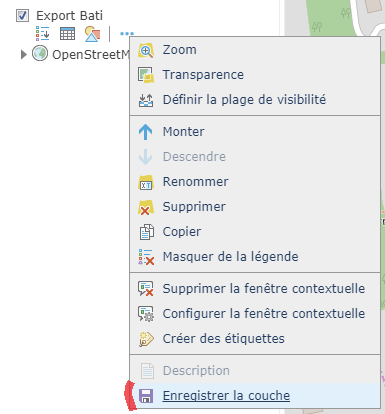 Export Bati
OpenStreetM
Zoom
Transparence
Définir la plage de visibilité
Monter
Descendre
Renommer
Supprimer
Copier
Masquer de la légende
Supprimer la fenêtre contextuelle
Configurer la fenêtre contextuelle
Créer des étiquettes
Description
Enregistrer la couche